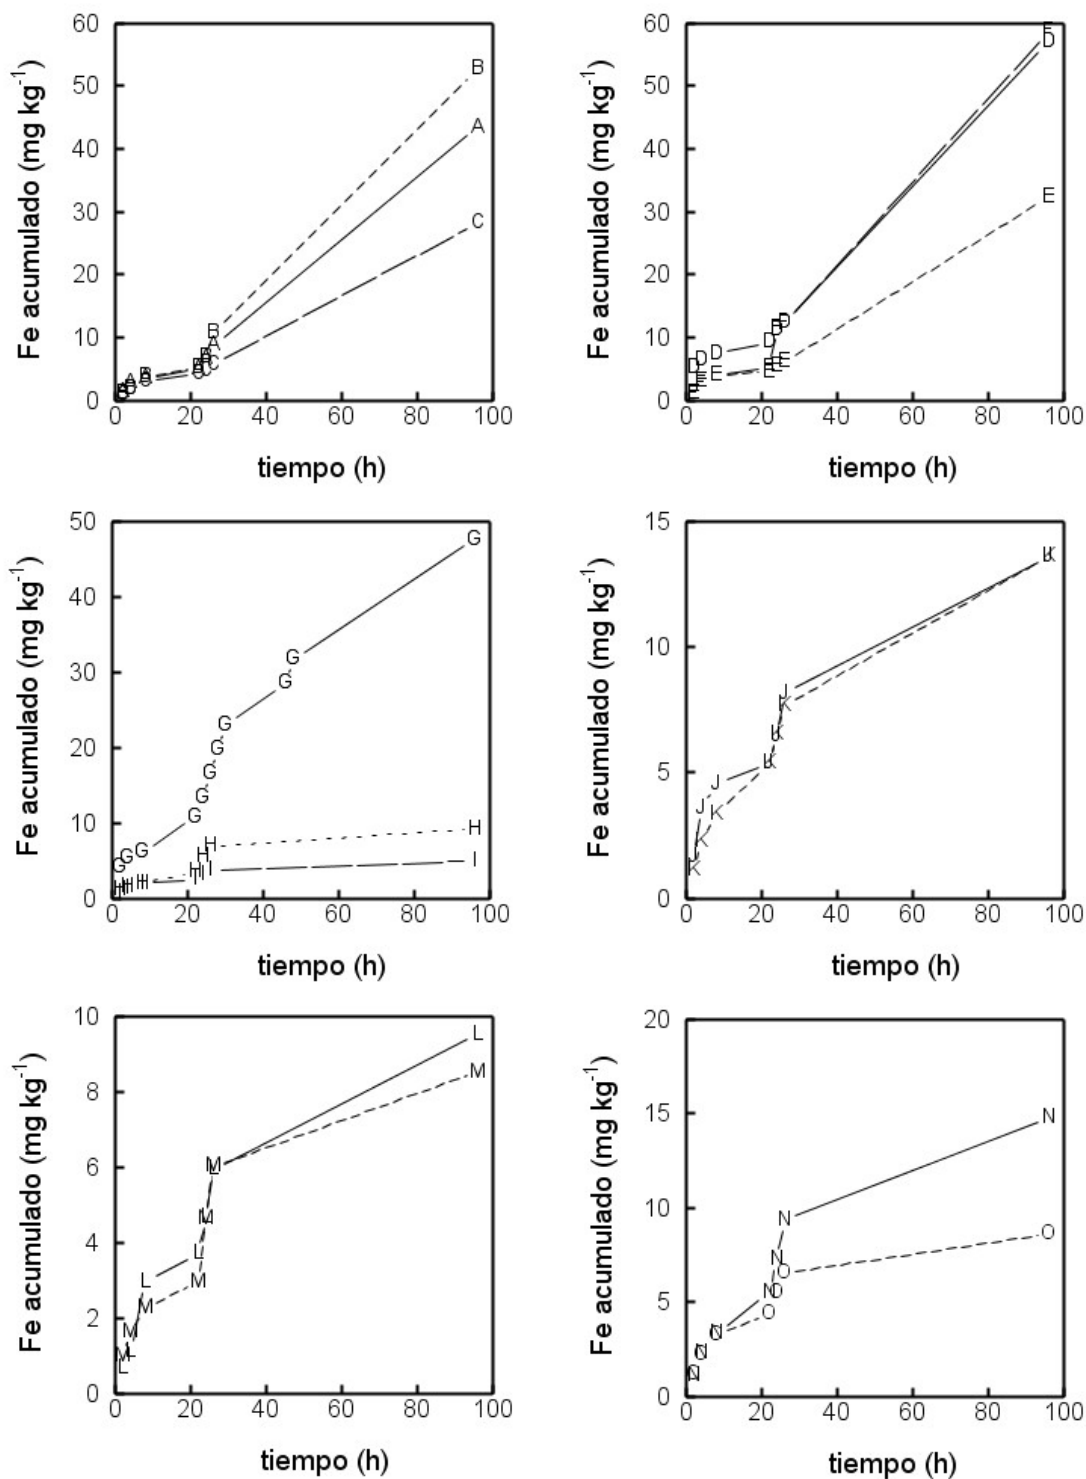 Fe acumulado (mg kg⁻¹)
60
50
40
30
20
10
0
B
A
C
B
A
C
0 20 40 60 80 100
tiempo (h)
Fe acumulado (mg kg⁻¹)
60
50
40
30
20
10
0
D
E
D D D
E E
0 20 40 60 80 100
tiempo (h)
Fe acumulado (mg kg⁻¹)
50
40
30
20
10
0
G
G
G
G
G
G
G
G
G G G
H
H
H
H
I
I
0 20 40 60 80 100
tiempo (h)
Fe acumulado (mg kg⁻¹)
15
10
5
0
K
J
K
J
J
K
K
K
0 20 40 60 80 100
tiempo (h)
Fe acumulado (mg kg⁻¹)
10
8
6
4
2
0
L
M
M
M
L
L
M
M
M
M
L
L
0 20 40 60 80 100
tiempo (h)
Fe acumulado (mg kg⁻¹)
20
15
10
5
0
N
N
O
N
O
N
O
N
O
N
N
N
0 20 40 60 80 100
tiempo (h)